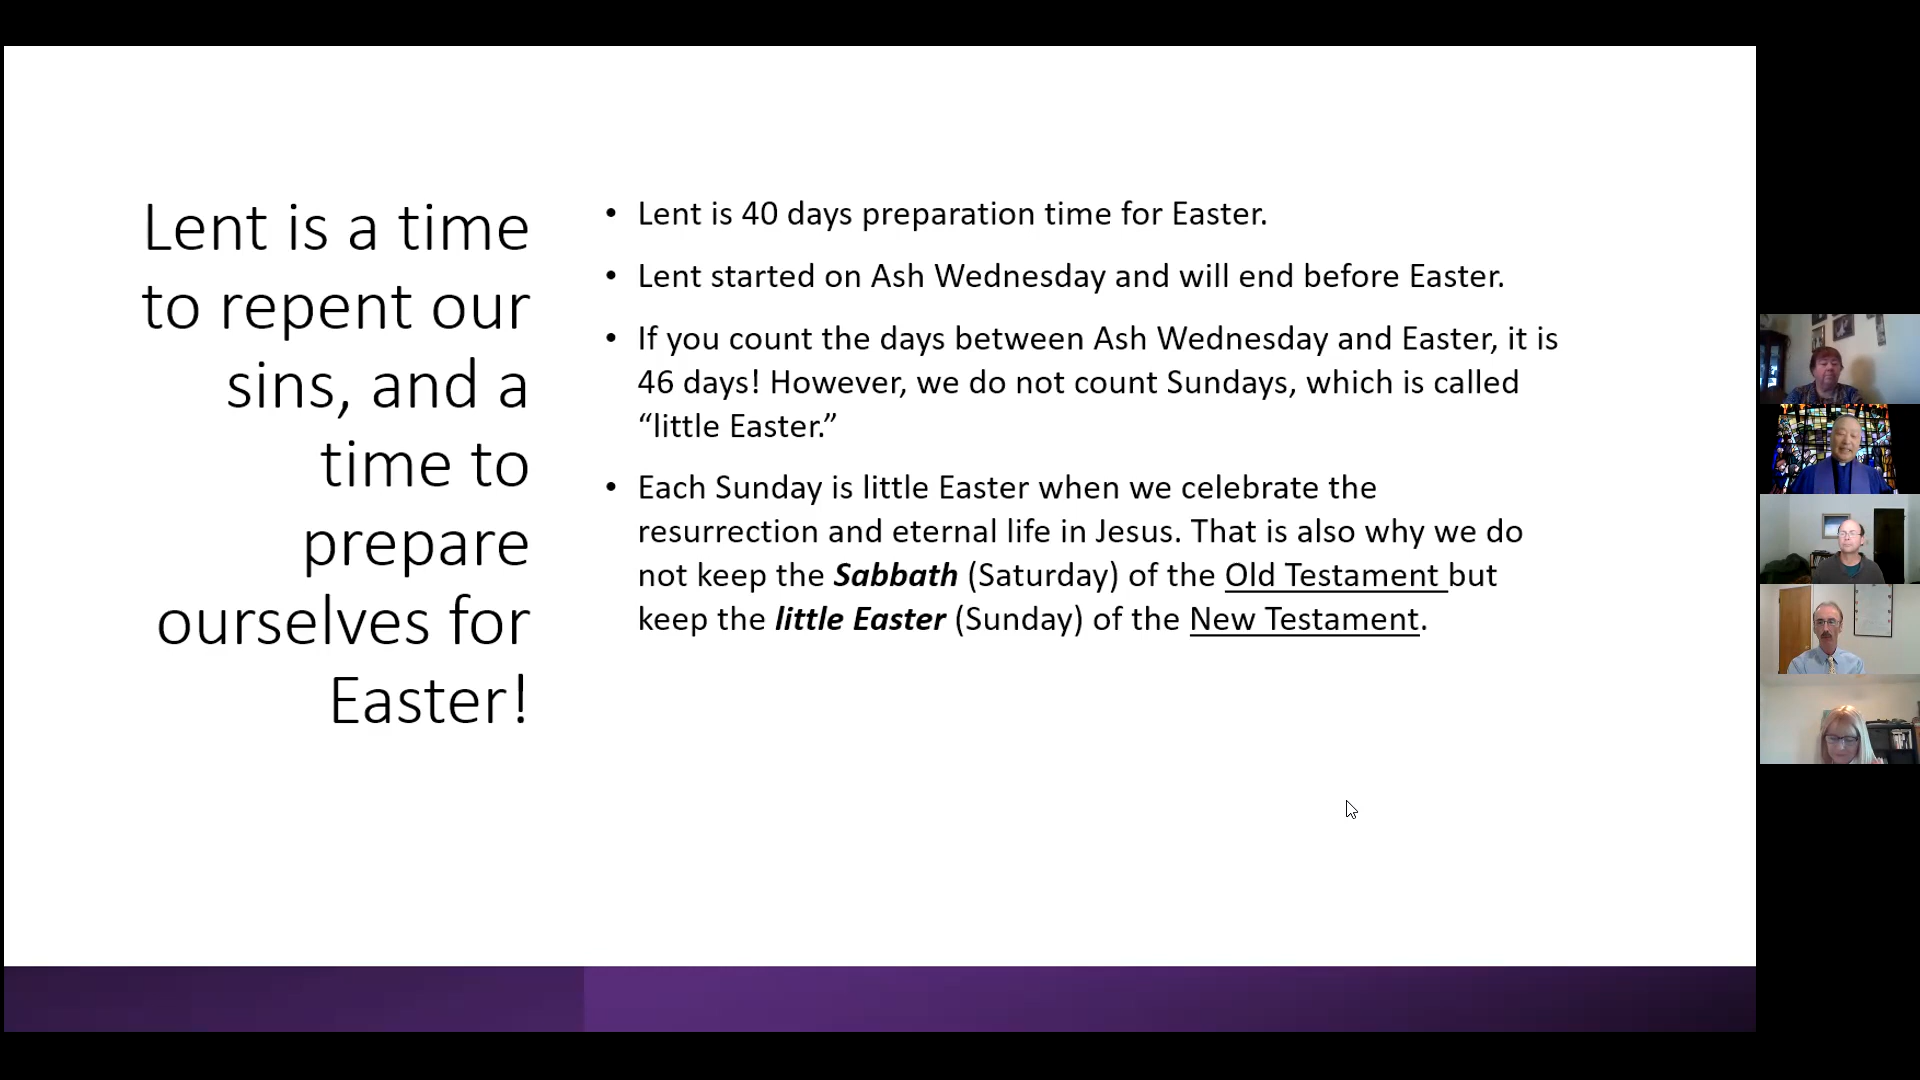 Lent is a time
to repent our
sins, and a
time to
prepare
ourselves for
Easter!
• Lent is 40 days preparation time for Easter.
• Lent started on Ash Wednesday and will end before Easter.
• If you count the days between Ash Wednesday and Easter, it is
46 days! However, we do not count Sundays, which is called
“little Easter.”
• Each Sunday is little Easter when we celebrate the
resurrection and eternal life in Jesus. That is also why we do
not keep the Sabbath (Saturday) of the Old Testament but
keep the little Easter (Sunday) of the New Testament.